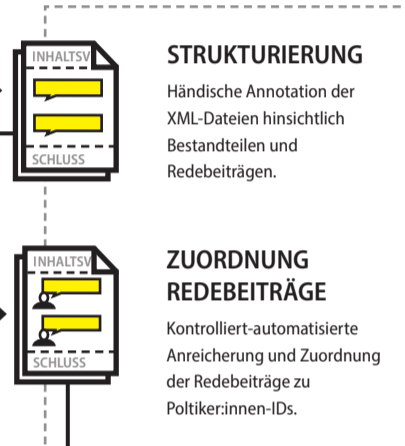 INHALTSV
SCHLUSS
STRUKTURIERUNG
Händische Annotation der
XML-Dateien hinsichtlich
Bestandteilen und
Redebeiträgen.
INHALTSV
SCHLUSS
ZUORDNUNG
REDEBEITRÄGE
Kontrolliert-automatisierte
Anreicherung und Zuordnung
der Redebeiträge zu
Poltiker:innen-IDs.